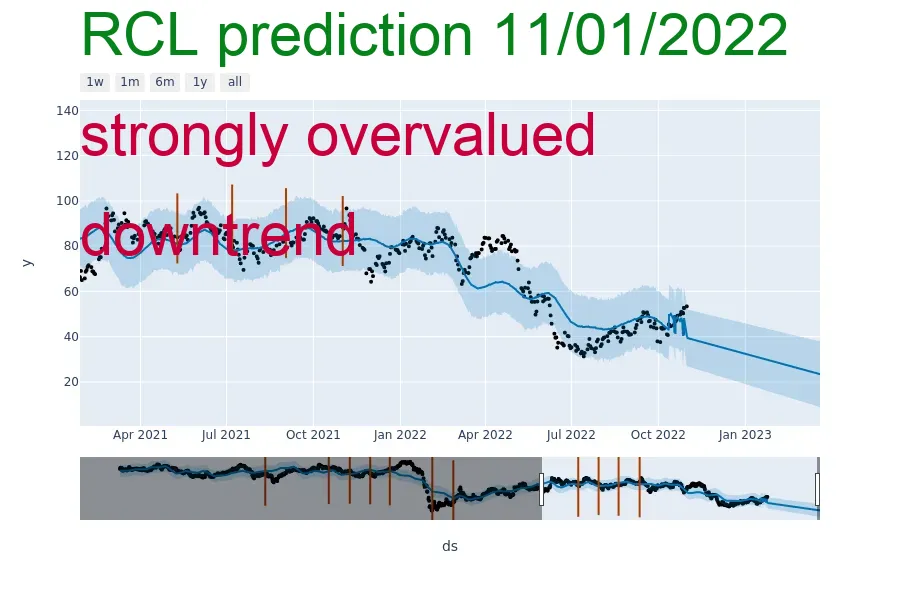 RCL prediction 11/01/2022
1w 1m 6m 1y all
140
strongly overvalued
120
100
downtrend
80
y
60
40
20
Apr 2021 Jul 2021 Oct 2021 Jan 2022 Apr 2022 Jul 2022 Oct 2022 Jan 2023
ds